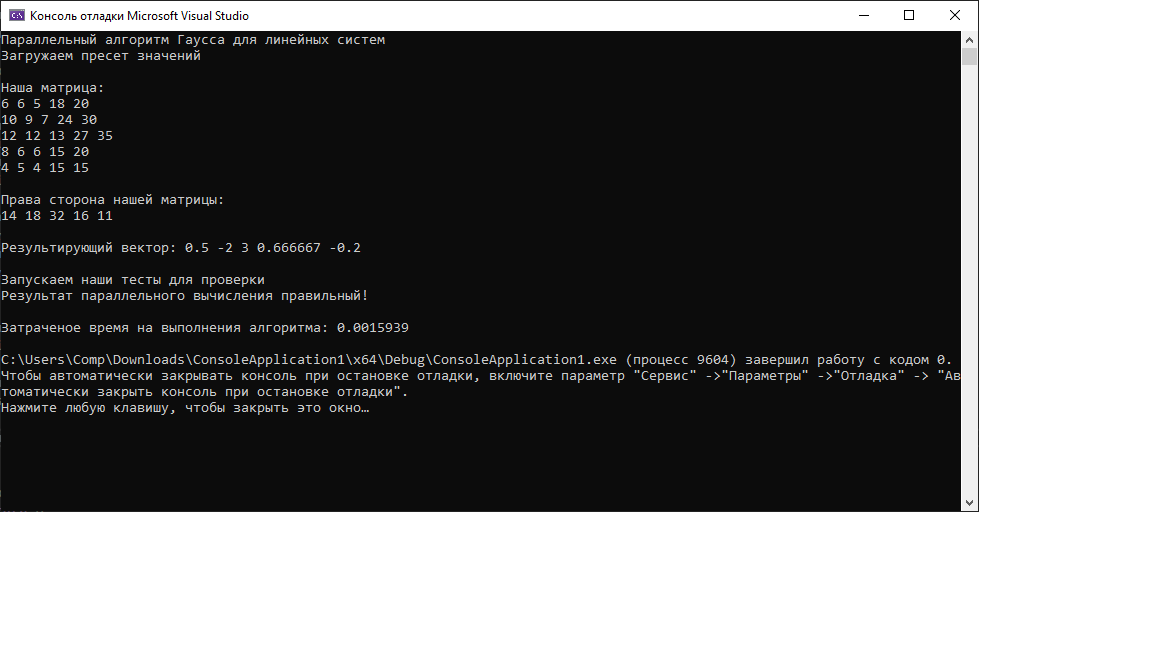 Консоль отладки Microsoft Visual Studio
Параллельный алгоритм Гаусса для линейных систем
Загружаем пресет значений
Наша матрица:
6 6 5 18 20
10 9 7 24 30
12 12 13 27 35
8 6 6 15 20
4 5 4 15 15
Права сторона нашей матрицы:
14 18 32 16 11
Результирующий вектор: 0.5 -2 3 0.666667 -0.2
Запускаем наши тесты для проверки
Результат параллельного вычисления правильный!
Затраченое время на выполнения алгоритма: 0.0015939
C:\Users\Comp\Downloads\ConsoleApplication1\x64\Debug\ConsoleApplication1.exe (процесс 9604) завершил работу с кодом 0.
Чтобы автоматически закрывать консоль при остановке отладки, включите параметр "Сервис" ->"Параметры" ->"Отладка" -> "Ав
томатически закрыть консоль при остановке отладки".
Нажмите любую клавишу, чтобы закрыть это окно…